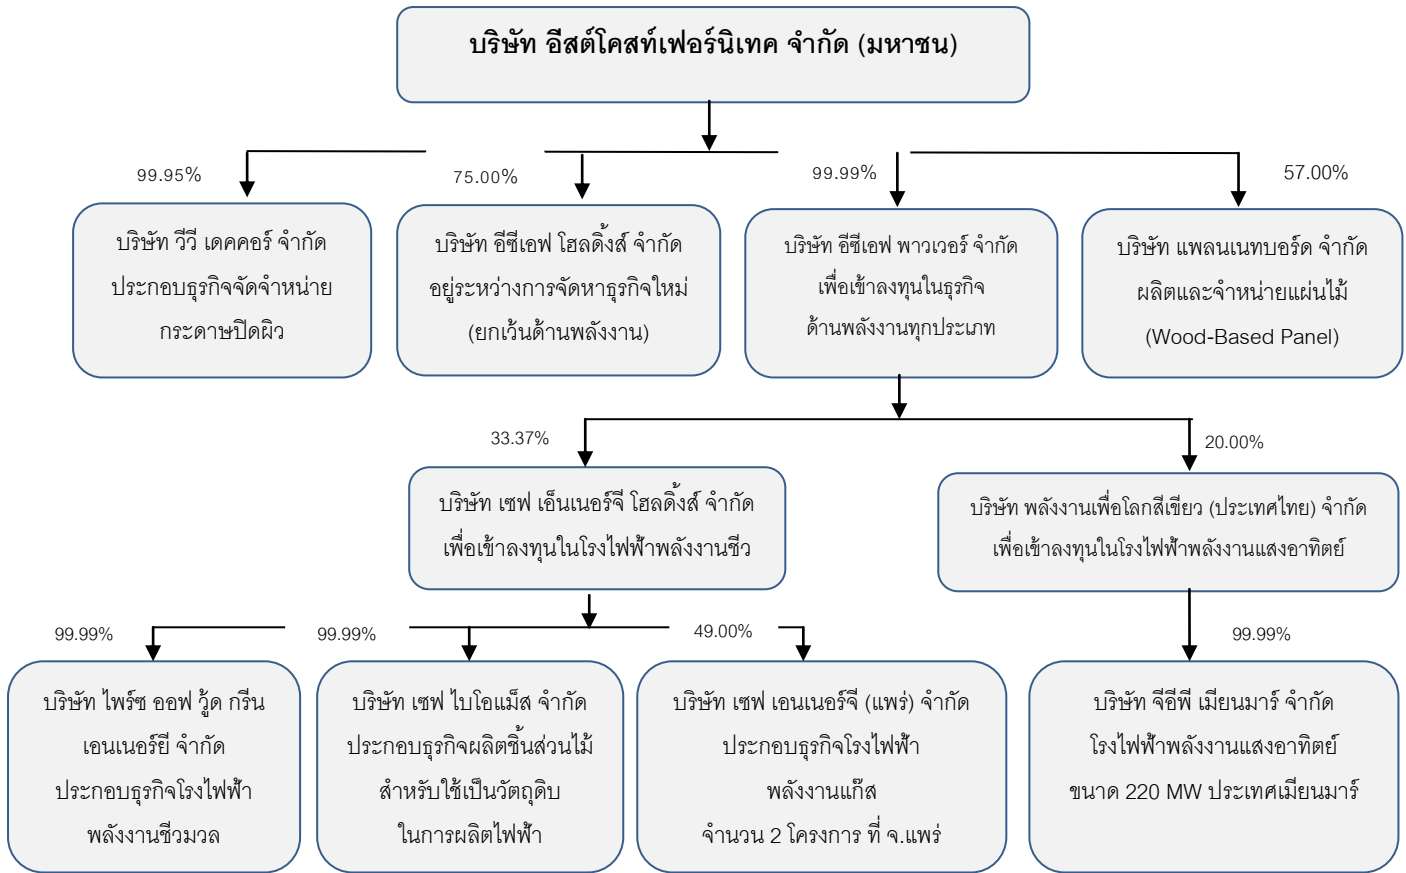 บริษัท อีสต์โคสท์เฟอร์นิเทค จำกัด (มหาชน)
99.95%
75.00%
99.99%
57.00%
บริษัท วีวี เดคคอร์ จำกัด
ประกอบธุรกิจจัดจำหน่าย
กระดาษปิดผิว
บริษัท อีซีเอฟ โฮลดิ้งส์ จำกัด
อยู่ระหว่างการจัดหาธุรกิจใหม่
(ยกเว้นด้านพลังงาน)
บริษัท อีซีเอฟ พาวเวอร์ จำกัด
เพื่อเข้าลงทุนในธุรกิจ
ด้านพลังงานทุกประเภท
บริษัท แพลนเนทบอร์ด จำกัด
ผลิตและจำหน่ายแผ่นไม้
(Wood-Based Panel)
33.37%
20.00%
บริษัท เซฟ เอ็นเนอร์จี โฮลดิ้งส์ จำกัด
เพื่อเข้าลงทุนในโรงไฟฟ้าพลังงานชีว
บริษัท พลังงานเพื่อโลกสีเขียว (ประเทศไทย) จำกัด
เพื่อเข้าลงทุนในโรงไฟฟ้าพลังงานแสงอาทิตย์
99.99%
99.99%
49.00%
99.99%
บริษัท ไพร์ซ ออฟ วู้ด กรีน
เอนเนอร์ยี จำกัด
ประกอบธุรกิจโรงไฟฟ้า
พลังงานชีวมวล
บริษัท เซฟ ไบโอแม็ส จำกัด
ประกอบธุรกิจผลิตชิ้นส่วนไม้
สำหรับใช้เป็นวัตถุดิบ
ในการผลิตไฟฟ้า
บริษัท เซฟ เอนเนอร์จี (แพร่) จำกัด
ประกอบธุรกิจโรงไฟฟ้า
พลังงานแก๊ส
จำนวน 2 โครงการ ที่ จ.แพร่
บริษัท จีอีพี เมียนมาร์ จำกัด
โรงไฟฟ้าพลังงานแสงอาทิตย์
ขนาด 220 MW ประเทศเมียนมาร์